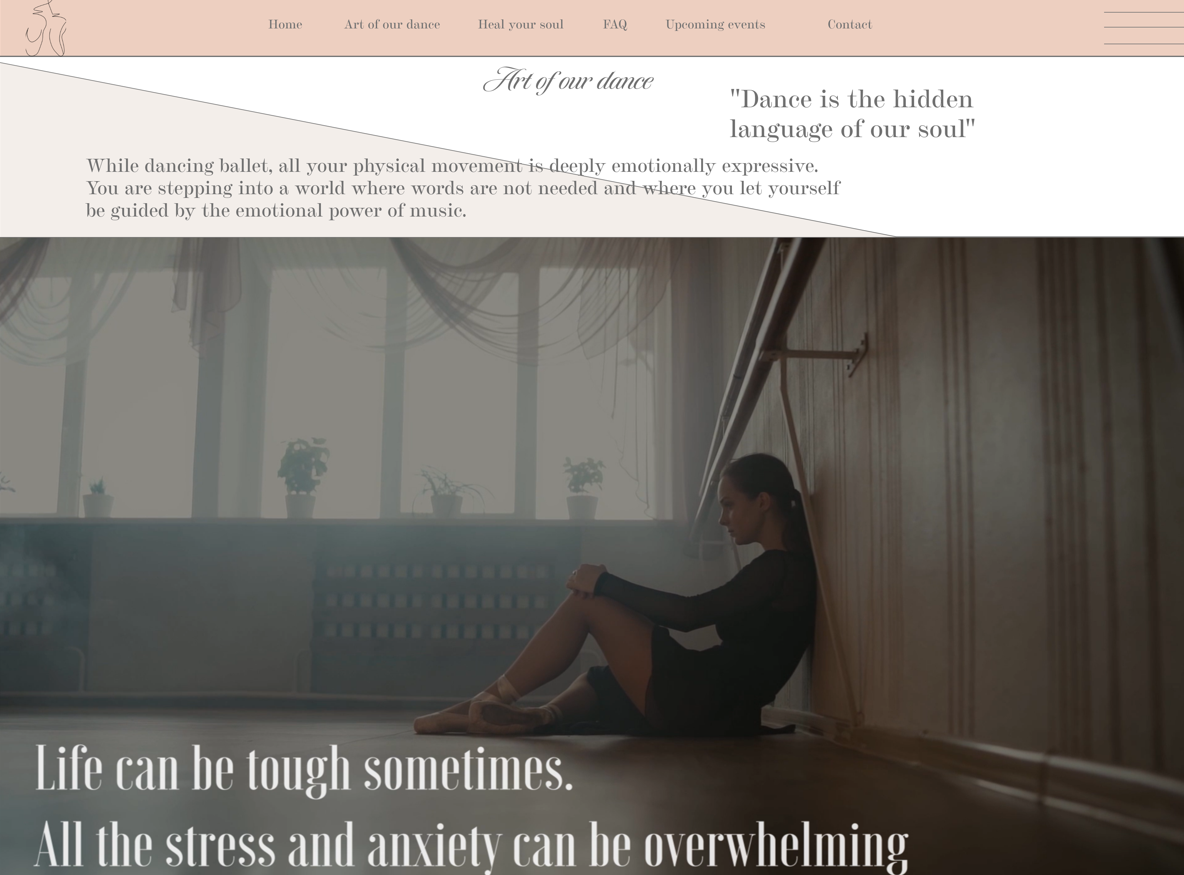 Home Art of our dance Heal your soul FAQ Upcoming events Contact
Art of our dance
"Dance is the hidden
language of our soul"
While dancing ballet, all your physical movement is deeply emotionally expressive.
You are stepping into a world where words are not needed and where you let yourself
be guided by the emotional power of music.
Life can be tough sometimes.
All the stress and anxiety can be overwhelming